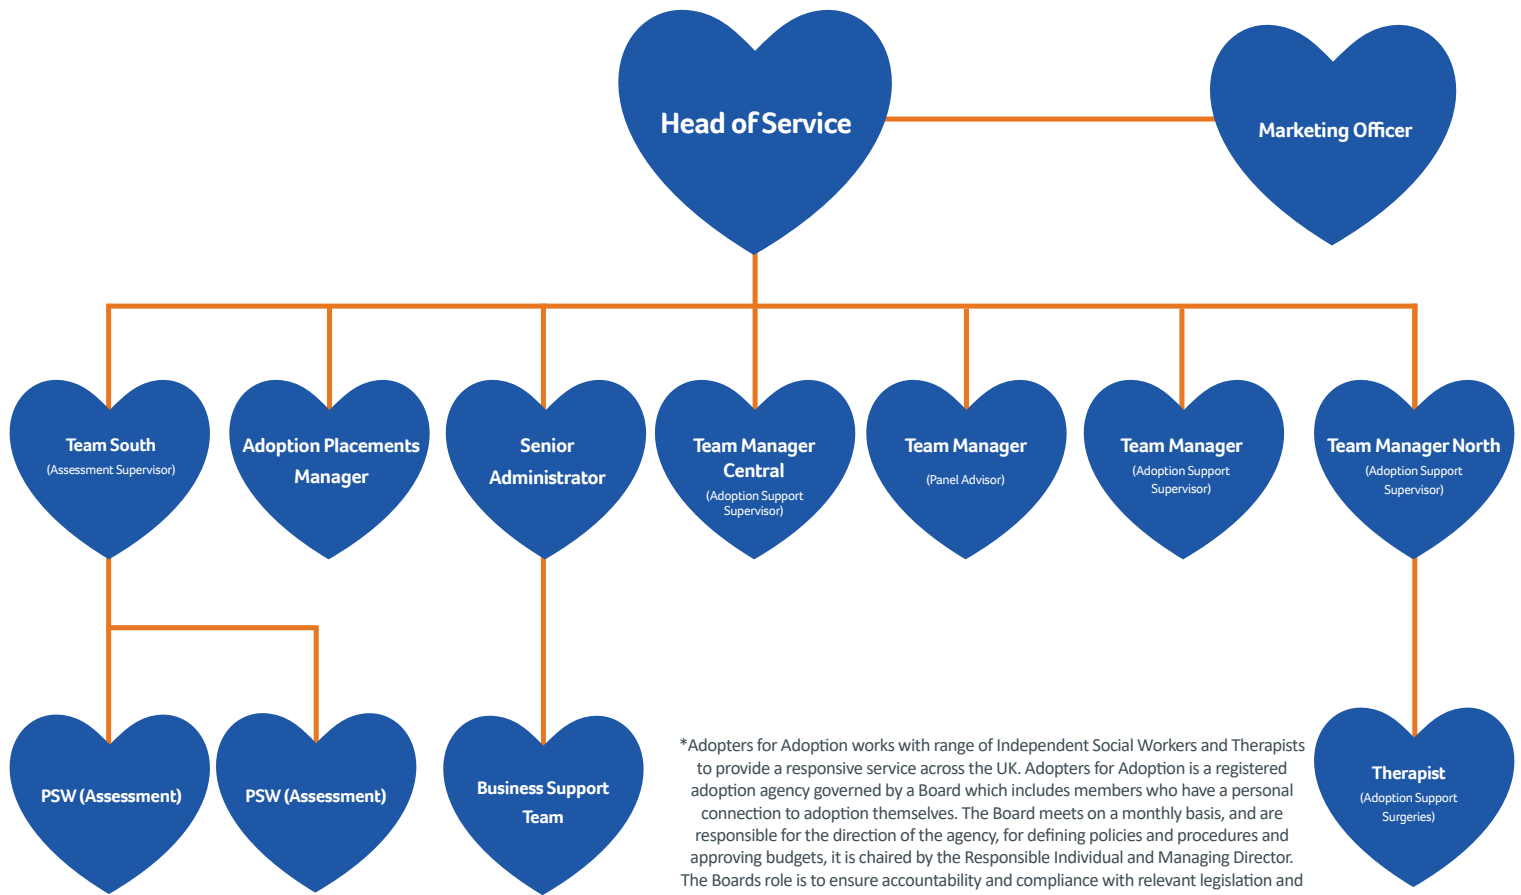 Head of Service
Marketing Officer
Team South
(Assessment Supervisor)
Adoption Placements
Manager
Senior
Administrator
Team Manager
Central
(Adoption Support
Supervisor)
Team Manager
(Panel Advisor)
Team Manager
(Adoption Support
Supervisor)
Team Manager North
(Adoption Support
Supervisor)
PSW (Assessment)
PSW (Assessment)
Business Support
Team
*Adopters for Adoption works with range of Independent Social Workers and Therapists
to provide a responsive service across the UK. Adopters for Adoption is a registered
adoption agency governed by a Board which includes members who have a personal
connection to adoption themselves. The Board meets on a monthly basis, and are
responsible for the direction of the agency, for defining policies and procedures and
approving budgets, it is chaired by the Responsible Individual and Managing Director.
The Boards role is to ensure accountability and compliance with relevant legislation and
Therapist
(Adoption Support
Surgeries)